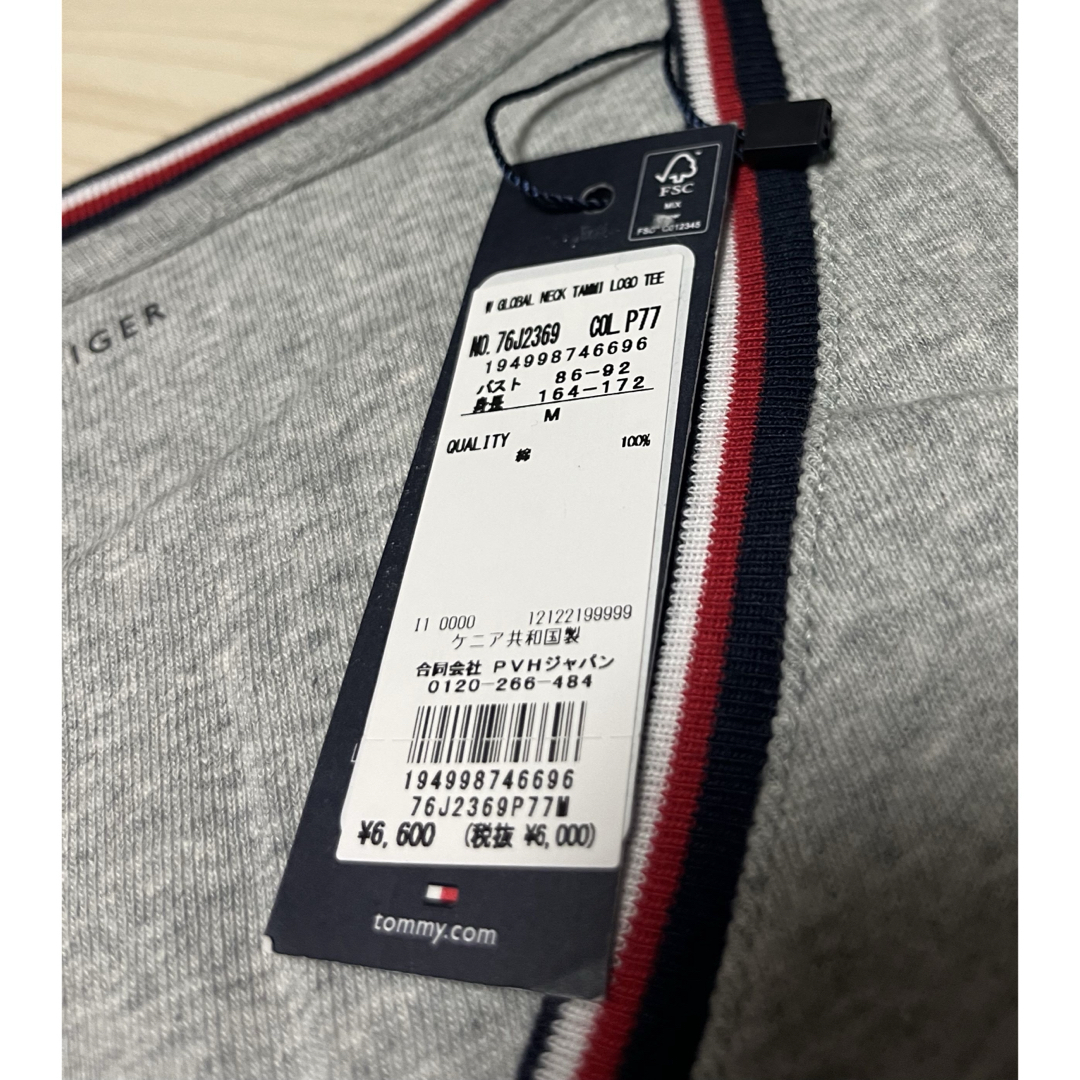 IGER
FSC
MIX
FSC® C012345
W GLOBAL NECK TAMMI LOGO TEE
NO. 76J2369 COL P77
194998746696
バスト 86-92
身長 164-172
M
QUALITY
綿 100%
I1 0000 12122199999
ケニア共和国製
合同会社 PVHジャパン
0120-266-484
194998746696
76J2369P77M
¥6,600 (税抜 ¥6,000)
tommy.com